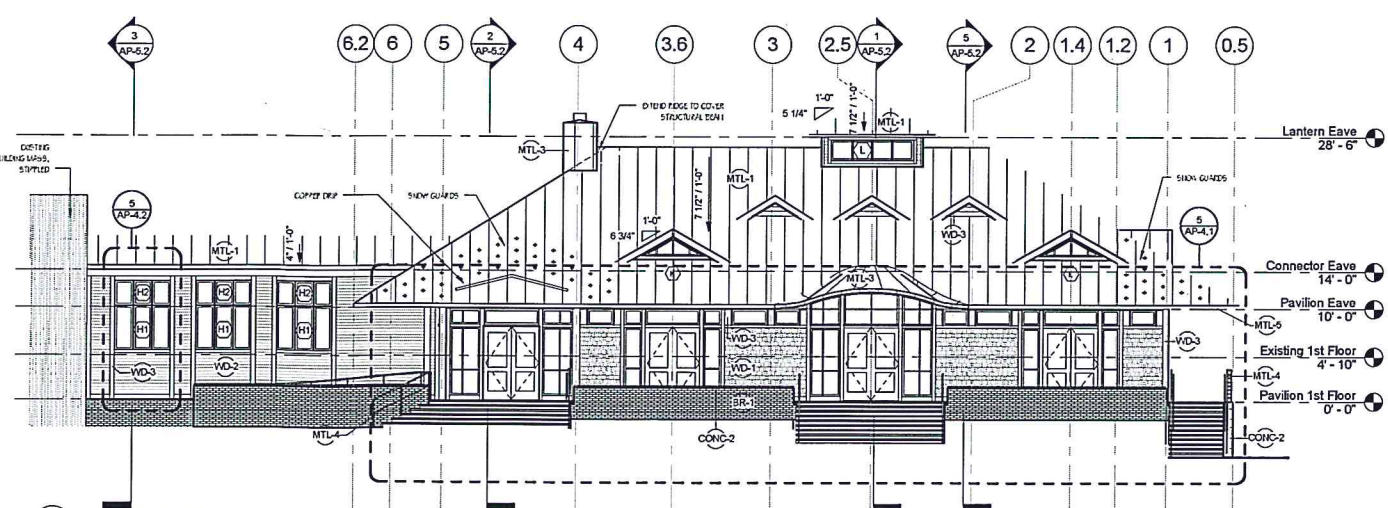 3
AP-5.2
6.2
6
5
2
AP-5.2
4
3.6
3
2.5
1
AP-5.2
5
AP-5.2
2
1.4
1.2
1
0.5
EXTEND RIDGE TO COVER
STRUCTURAL BEAM
5 1/4"
1'-0"
7 1/2" / 1'-0"
MTL-1
Lantern Eave
28' - 6"
EXISTING
BUILDING MASS,
STIPPLED
MTL-3
L
COPPER DRIP
SNOW GUARDS
MTL-1
7 1/2" / 1'-0"
SNOW GUARDS
5
AP-4.2
5
AP-4.1
1'-0"
6 3/4"
WD-3
MTL-1
4" / 1'-0"
K
MTL-3
Connector Eave
14' - 0"
H2
H2
H2
Pavilion Eave
10' - 0"
H1
H1
H1
MTL-5
WD-3
WD-3
Existing 1st Floor
4' - 10"
WD-3
WD-2
WD-1
MTL-4
Pavilion 1st Floor
0' - 0"
BR-1
MTL-4
CONC-2
CONC-2